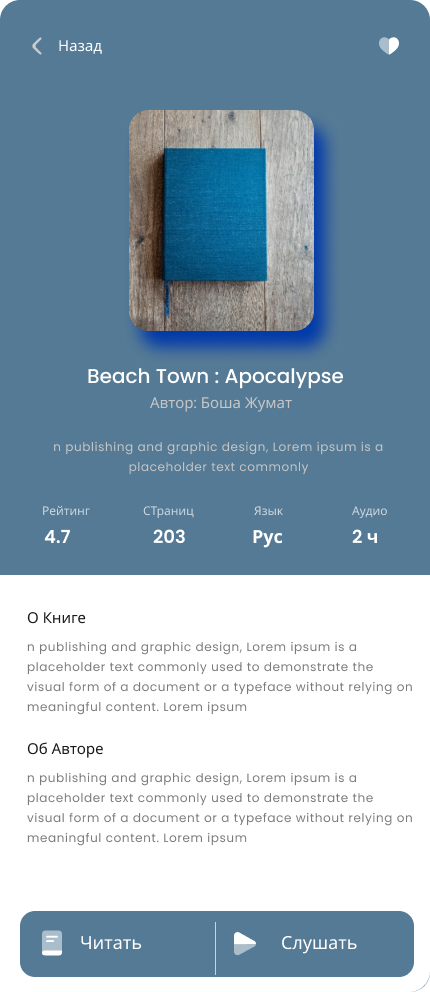 Назад
Beach Town : Apocalypse
Автор: Боша Жумат
n publishing and graphic design, Lorem ipsum is a
placeholder text commonly
Рейтинг СТраниц Язык Аудио
4.7 203 Рус 2 ч
О Книге
n publishing and graphic design, Lorem ipsum is a
placeholder text commonly used to demonstrate the
visual form of a document or a typeface without relying on
meaningful content. Lorem ipsum
Об Авторе
n publishing and graphic design, Lorem ipsum is a
placeholder text commonly used to demonstrate the
visual form of a document or a typeface without relying on
meaningful content. Lorem ipsum
Читать Слушать